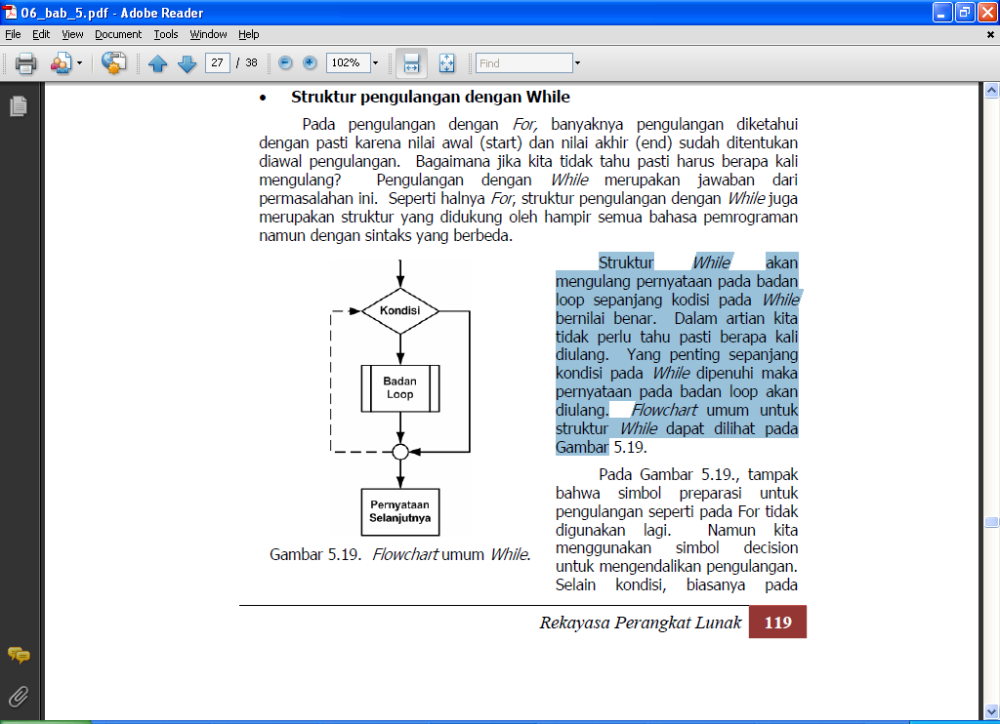 06_bab_5.pdf - Adobe Reader
File Edit View Document Tools Window Help
27 / 38 102% Find
• Struktur pengulangan dengan While
Pada pengulangan dengan For, banyaknya pengulangan diketahui
dengan pasti karena nilai awal (start) dan nilai akhir (end) sudah ditentukan
diawal pengulangan. Bagaimana jika kita tidak tahu pasti harus berapa kali
mengulang? Pengulangan dengan While merupakan jawaban dari
permasalahan ini. Seperti halnya For, struktur pengulangan dengan While juga
merupakan struktur yang didukung oleh hampir semua bahasa pemrograman
namun dengan sintaks yang berbeda.
Kondisi
Badan
Loop
Pernyataan
Selanjutnya
Gambar 5.19. Flowchart umum While.
Struktur While akan
mengulang pernyataan pada badan
loop sepanjang kodisi pada While
bernilai benar. Dalam artian kita
tidak perlu tahu pasti berapa kali
diulang. Yang penting sepanjang
kondisi pada While dipenuhi maka
pernyataan pada badan loop akan
diulang. Flowchart umum untuk
struktur While dapat dilihat pada
Gambar 5.19.
Pada Gambar 5.19., tampak
bahwa simbol preparasi untuk
pengulangan seperti pada For tidak
digunakan lagi. Namun kita
menggunakan simbol decision
untuk mengendalikan pengulangan.
Selain kondisi, biasanya pada
Rekayasa Perangkat Lunak 119